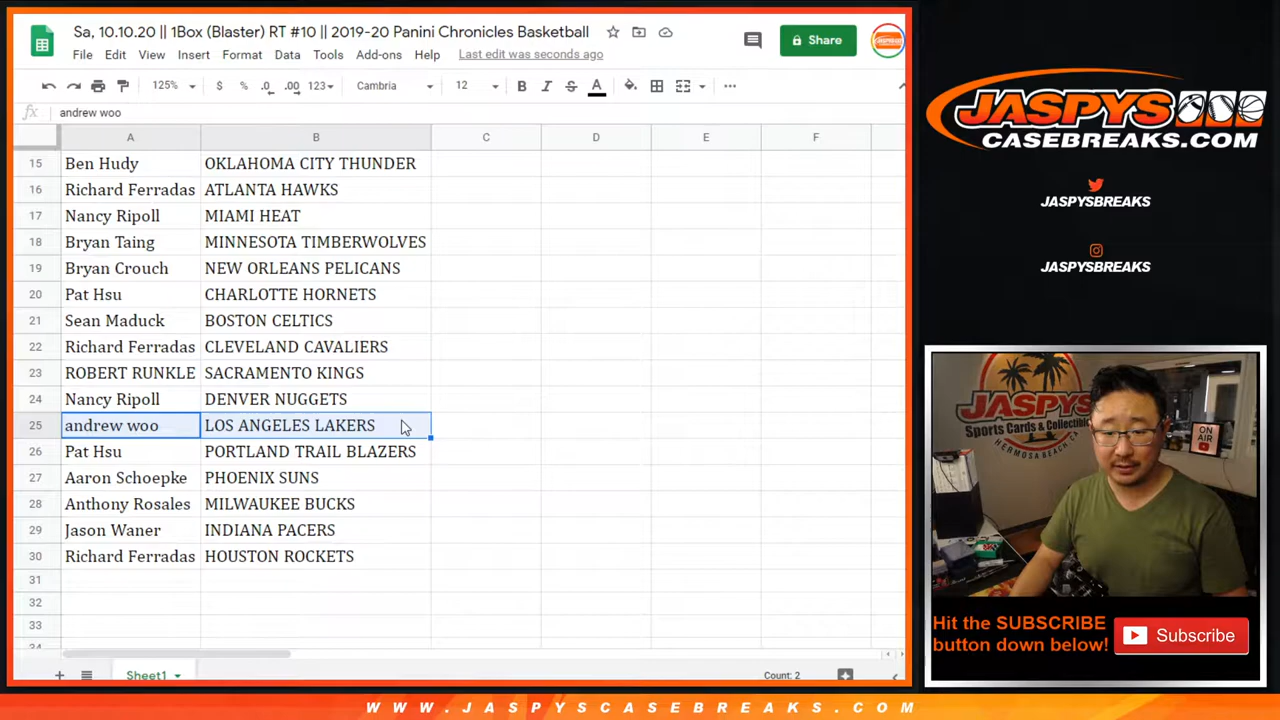 Sa, 10.10.20 || 1Box (Blaster) RT #10 || 2019-20 Panini Chronicles Basketball
File Edit View Insert Format Data Tools Add-ons Help Last edit was seconds ago
Share
125% $ % .0 .00 123 Cambria 12 B I S A
fx andrew woo
A B C D E F
15 Ben Hudy OKLAHOMA CITY THUNDER
16 Richard Ferradas ATLANTA HAWKS
17 Nancy Ripoll MIAMI HEAT
18 Bryan Taing MINNESOTA TIMBERWOLVES
19 Bryan Crouch NEW ORLEANS PELICANS
20 Pat Hsu CHARLOTTE HORNETS
21 Sean Maduck BOSTON CELTICS
22 Richard Ferradas CLEVELAND CAVALIERS
23 ROBERT RUNKLE SACRAMENTO KINGS
24 Nancy Ripoll DENVER NUGGETS
25 andrew woo LOS ANGELES LAKERS
26 Pat Hsu PORTLAND TRAIL BLAZERS
27 Aaron Schoepke PHOENIX SUNS
28 Anthony Rosales MILWAUKEE BUCKS
29 Jason Waner INDIANA PACERS
30 Richard Ferradas HOUSTON ROCKETS
31
32
33
34
Sheet1
Count: 2
JASPYS
CASEBREAKS.COM
JASPYSBREAKS
JASPYSBREAKS
JASPYS
Sports Cards & Collectibles
HERMOSA BEACH,
ON AIR
Hit the SUBSCRIBE
button down below!
Subscribe
WWW.JASPYSCASEBREAKS.COM